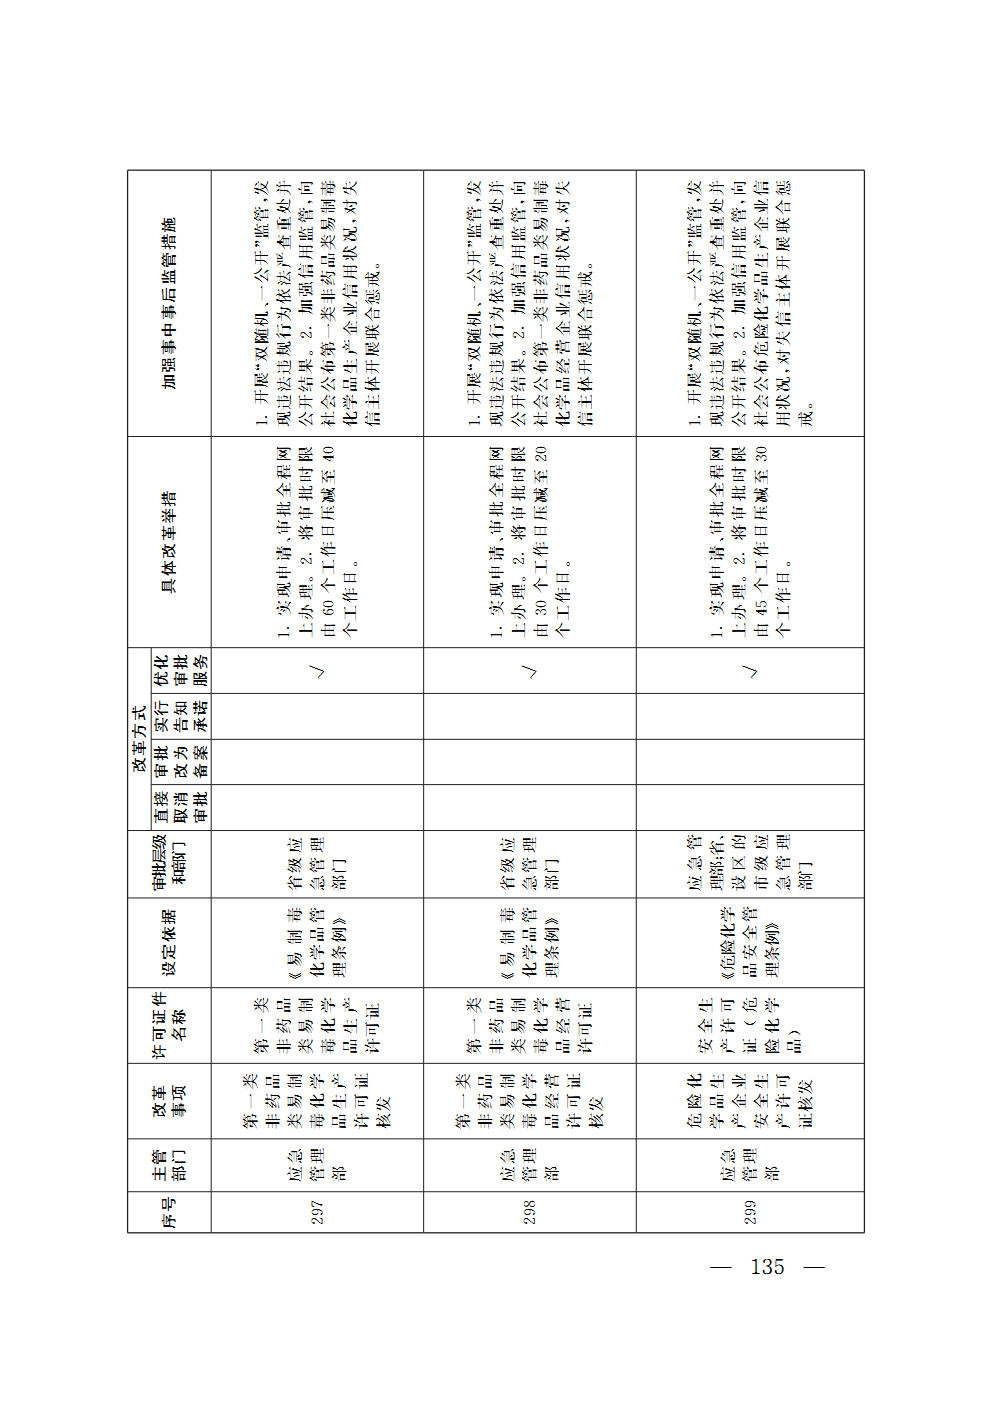 序号
主管
部门
改革
事项
许可证件
名称
设定依据
审批层级
和部门
改革方式
直接
取消
审批
审批
改为
备案
实行
告知
承诺
优化
审批
服务
具体改革举措
加强事中事后监管措施
297
应急
管理
部
第一类
非药品
类易制
毒化学
品生产
许可证
核发
第一类
非药品
类易制
毒化学
品生产
许可证
《易制毒
化学品管
理条例》
省级应
急管理
部门
√
1. 实现申请、审批全程网
上办理。2. 将审批时限
由 60 个工作日压减至 40
个工作日。
1. 开展“双随机、一公开”监管,发
现违法违规行为依法严查重处并
公开结果。2. 加强信用监管,向
社会公布第一类非药品类易制毒
化学品生产企业信用状况,对失
信主体开展联合惩戒。
298
应急
管理
部
第一类
非药品
类易制
毒化学
品经营
许可证
核发
第一类
非药品
类易制
毒化学
品经营
许可证
《易制毒
化学品管
理条例》
省级应
急管理
部门
√
1. 实现申请、审批全程网
上办理。2. 将审批时限
由 30 个工作日压减至 20
个工作日。
1. 开展“双随机、一公开”监管,发
现违法违规行为依法严查重处并
公开结果。2. 加强信用监管,向
社会公布第一类非药品类易制毒
化学品经营企业信用状况,对失
信主体开展联合惩戒。
299
应急
管理
部
危险化
学品生
产企业
安全生
产许可
证核发
安全生
产许可
证（危
险化学
品）
《危险化学
品安全管
理条例》
应急管
理部;省、
设区的
市级应
急管理
部门
√
1. 实现申请、审批全程网
上办理。2. 将审批时限
由 45 个工作日压减至 30
个工作日。
1. 开展“双随机、一公开”监管,发
现违法违规行为依法严查重处并
公开结果。2. 加强信用监管,向
社会公布危险化学品生产企业信
用状况,对失信主体开展联合惩
戒。
— 135 —